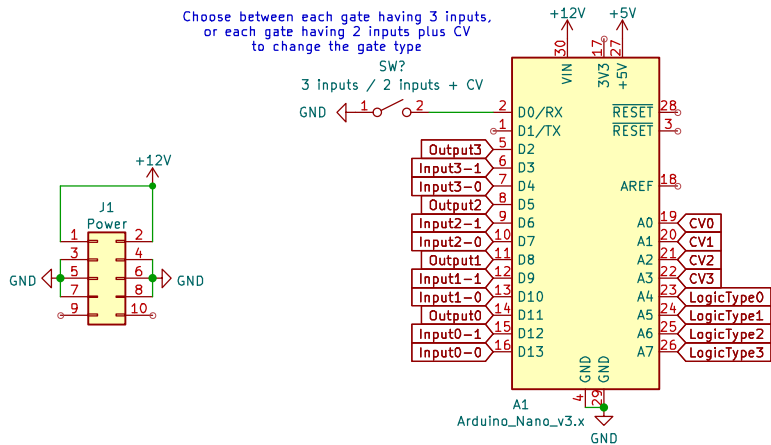 Choose between each gate having 3 inputs,
or each gate having 2 inputs plus CV
to change the gate type
SW?
3 inputs / 2 inputs + CV
GND
1
2
+12V
+5V
30
17
27
VIN
3V3
+5V
2 D0/RX
1 D1/TX
Output3 5 D2
Input3-1 6 D3
Input3-0 7 D4
Output2 8 D5
Input2-1 9 D6
Input2-0 10 D7
Output1 11 D8
Input1-1 12 D9
Input1-0 13 D10
Output0 14 D11
Input0-1 15 D12
Input0-0 16 D13
RESET 28
RESET 3
AREF 18
A0 19 CV0
A1 20 CV1
A2 21 CV2
A3 22 CV3
A4 23 LogicType0
A5 24 LogicType1
A6 25 LogicType2
A7 26 LogicType3
GND
GND
4
29
A1
Arduino_Nano_v3.x
GND
+12V
J1
Power
1 2
3 4
GND 5 6 GND
7 8
9 10